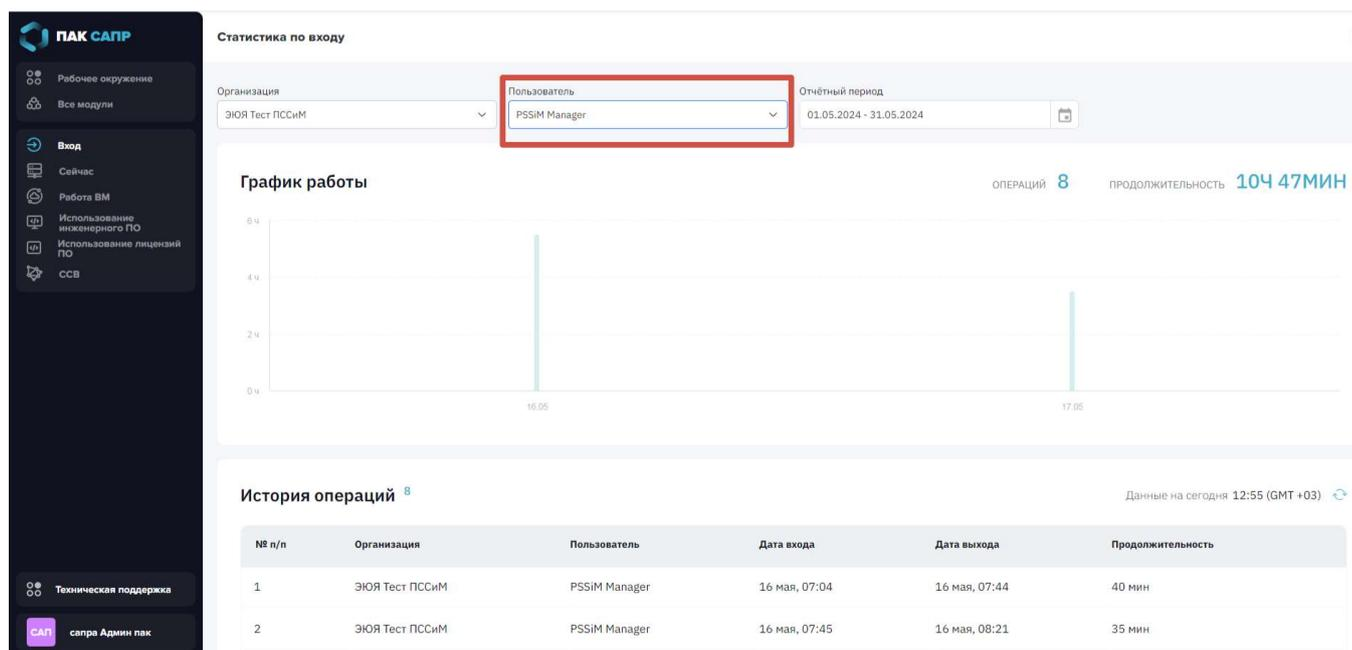 ПАК САПР
Статистика по входу
Рабочее окружение
Все модули
Вход
Сейчас
Работа ВМ
Использование
инженерного ПО
Использование лицензий
ПО
ССВ
Техническая поддержка
САП
сапра Админ пак
Организация
ЭЮЯ Тест ПССиМ
Пользователь
PSSiM Manager
Отчётный период
01.05.2024 - 31.05.2024
График работы
ОПЕРАЦИЙ 8
ПРОДОЛЖИТЕЛЬНОСТЬ 10Ч 47МИН
6 ч
4 ч
2 ч
0 ч
16.05
17.05
История операций 8
Данные на сегодня 12:55 (GMT +03)
№ п/п Организация Пользователь Дата входа Дата выхода Продолжительность
1 ЭЮЯ Тест ПССиМ PSSiM Manager 16 мая, 07:04 16 мая, 07:44 40 мин
2 ЭЮЯ Тест ПССиМ PSSiM Manager 16 мая, 07:45 16 мая, 08:21 35 мин